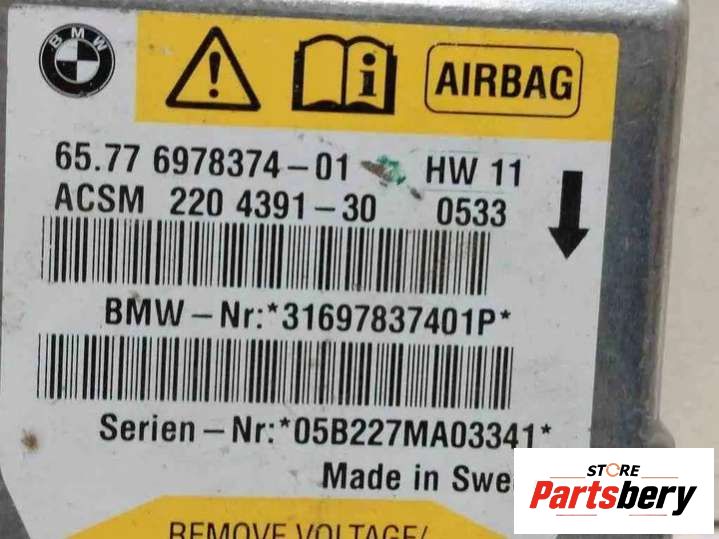 BMW
AIRBAG
65.77 6978374-01 HW 11
ACSM 220 4391-30 0533
BMW-Nr:*31697837401P*
Serien-Nr:*05B227MA03341*
Made in
REMOVE VOLTAGE/
STORE
Partsbery